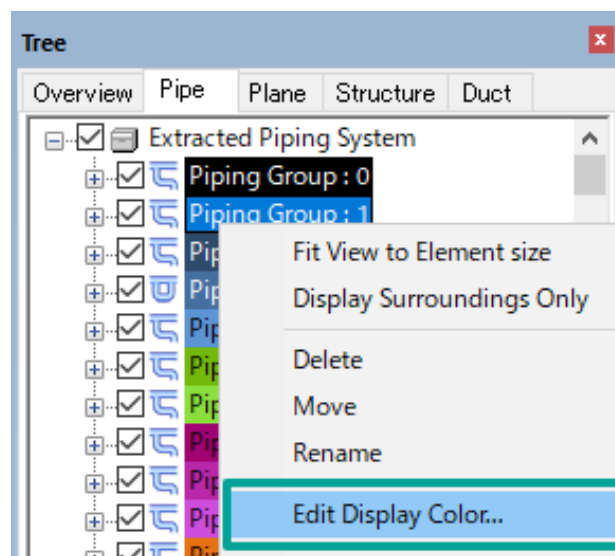 Tree
x
Overview Pipe Plane Structure Duct
Extracted Piping System
Piping Group : 0
Piping Group : 1
Fit View to Element size
Display Surroundings Only
Delete
Move
Rename
Edit Display Color...